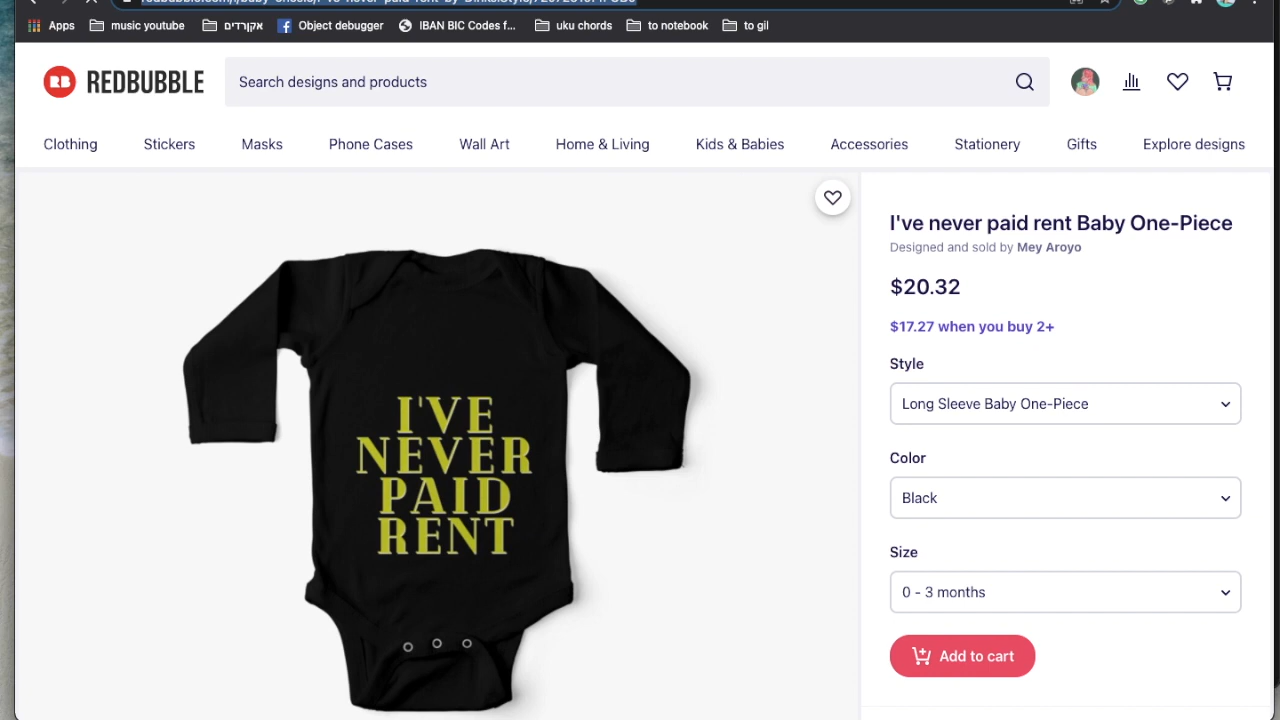 Apps music youtube אקורדים Object debugger IBAN BIC Codes f... uku chords to notebook to gil
RB REDBUBBLE Search designs and products
Clothing Stickers Masks Phone Cases Wall Art Home & Living Kids & Babies Accessories Stationery Gifts Explore designs
I'VE
NEVER
PAID
RENT
I've never paid rent Baby One-Piece
Designed and sold by Mey Aroyo
$20.32
$17.27 when you buy 2+
Style
Long Sleeve Baby One-Piece
Color
Black
Size
0 - 3 months
Add to cart